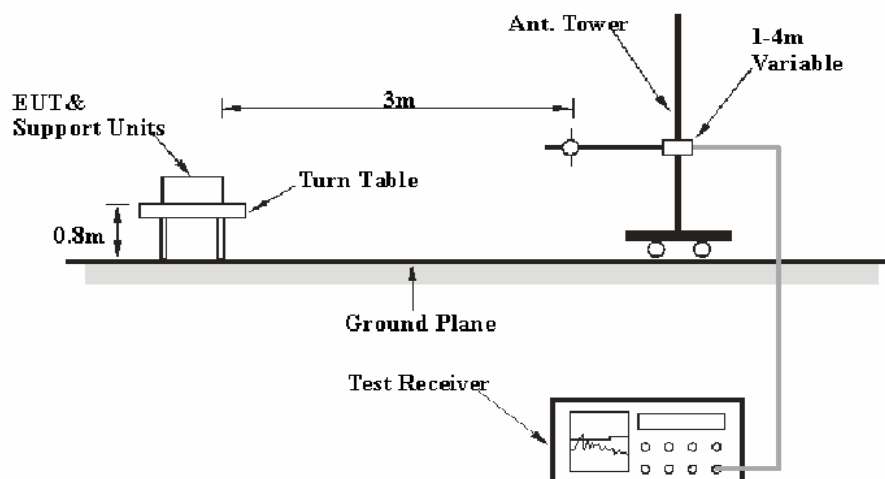 Ant. Tower
1-4m
Variable
3m
EUT&
Support Units
Turn Table
0.8m
Ground Plane
Test Receiver